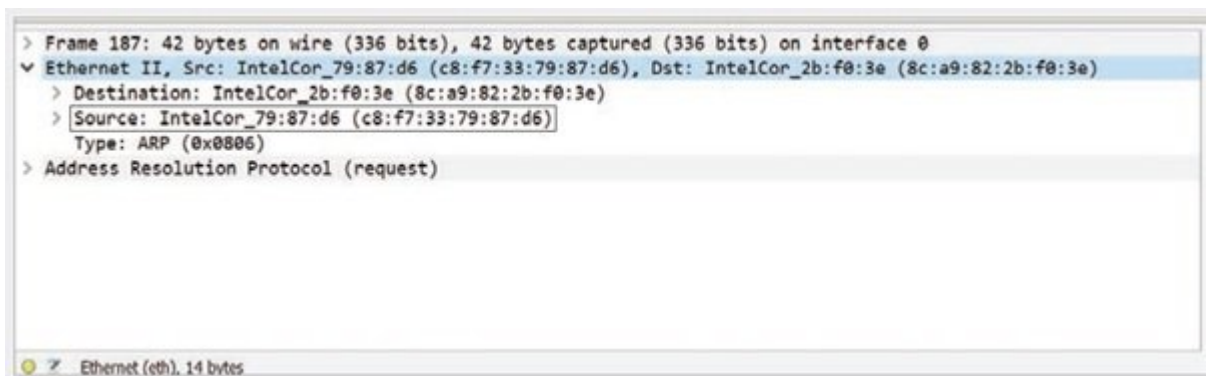 > Frame 187: 42 bytes on wire (336 bits), 42 bytes captured (336 bits) on interface 0
Ethernet II, Src: IntelCor_79:87:d6 (c8:f7:33:79:87:d6), Dst: IntelCor_2b:f0:3e (8c:a9:82:2b:f0:3e)
> Destination: IntelCor_2b:f0:3e (8c:a9:82:2b:f0:3e)
> Source: IntelCor_79:87:d6 (c8:f7:33:79:87:d6)
Type: ARP (0x0806)
> Address Resolution Protocol (request)
Ethernet (eth), 14 bytes